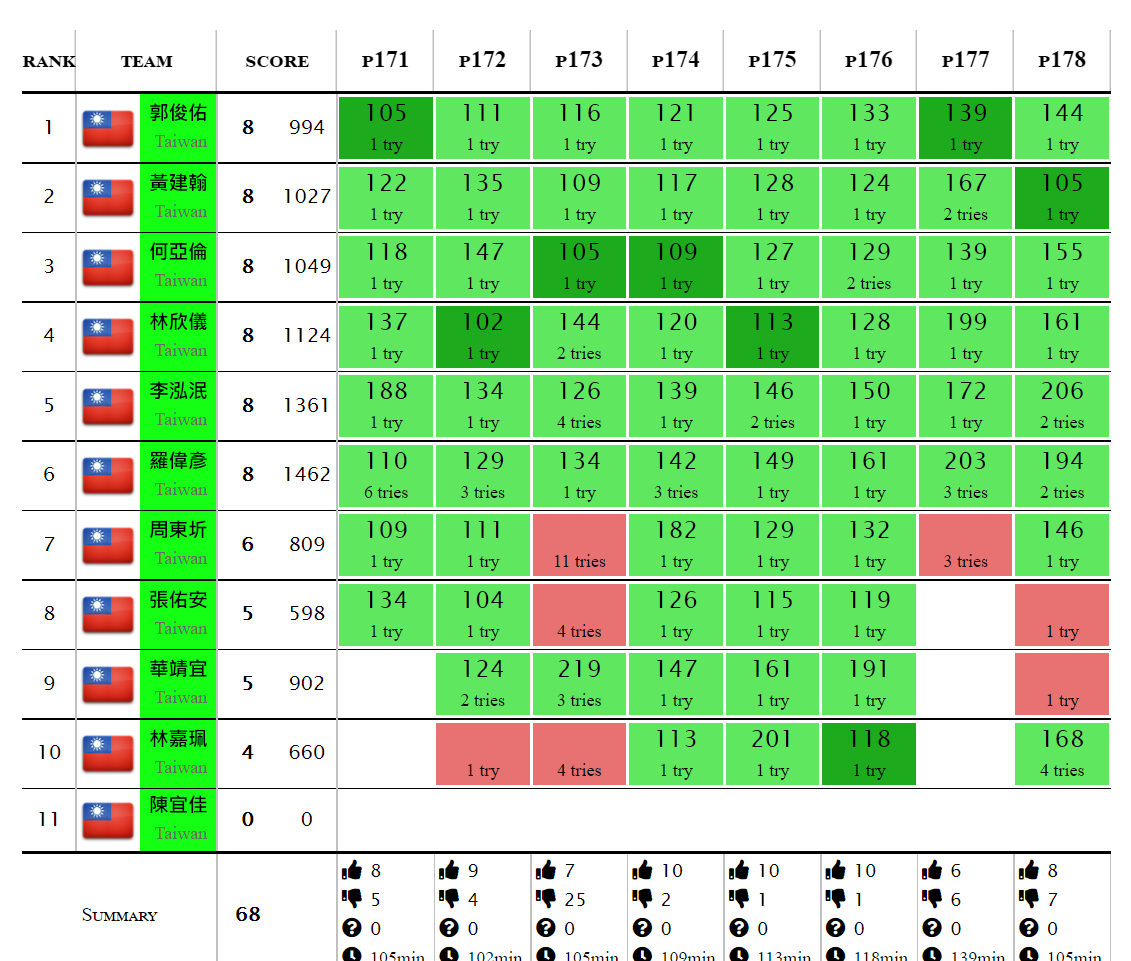 RANK TEAM SCORE P171 P172 P173 P174 P175 P176 P177 P178
1 郭俊佑 8 994 105 111 116 121 125 133 139 144
Taiwan 1 try 1 try 1 try 1 try 1 try 1 try 1 try 1 try
2 黃建翰 8 1027 122 135 109 117 128 124 167 105
Taiwan 1 try 1 try 1 try 1 try 1 try 1 try 2 tries 1 try
3 何亞倫 8 1049 118 147 105 109 127 129 139 155
Taiwan 1 try 1 try 1 try 1 try 1 try 2 tries 1 try 1 try
4 林欣儀 8 1124 137 102 144 120 113 128 199 161
Taiwan 1 try 1 try 2 tries 1 try 1 try 1 try 1 try 1 try
5 李泓泯 8 1361 188 134 126 139 146 150 172 206
Taiwan 1 try 1 try 4 tries 1 try 2 tries 1 try 1 try 2 tries
6 羅偉彥 8 1462 110 129 134 142 149 161 203 194
Taiwan 6 tries 3 tries 1 try 3 tries 1 try 1 try 3 tries 2 tries
7 周東圻 6 809 109 111 182 129 132 146
Taiwan 1 try 1 try 11 tries 1 try 1 try 1 try 3 tries 1 try
8 張佑安 5 598 134 104 126 115 119
Taiwan 1 try 1 try 4 tries 1 try 1 try 1 try 1 try
9 華靖宜 5 902 124 219 147 161 191
Taiwan 2 tries 3 tries 1 try 1 try 1 try 1 try
10 林嘉珮 4 660 113 201 118 168
Taiwan 1 try 4 tries 1 try 1 try 1 try 4 tries
11 陳宜佳 0 0
Taiwan
8 9 7 10 10 10 6 8
5 4 25 2 1 1 6 7
Summary 68
0 0 0 0 0 0 0 0
105min 102min 105min 109min 113min 118min 139min 105min